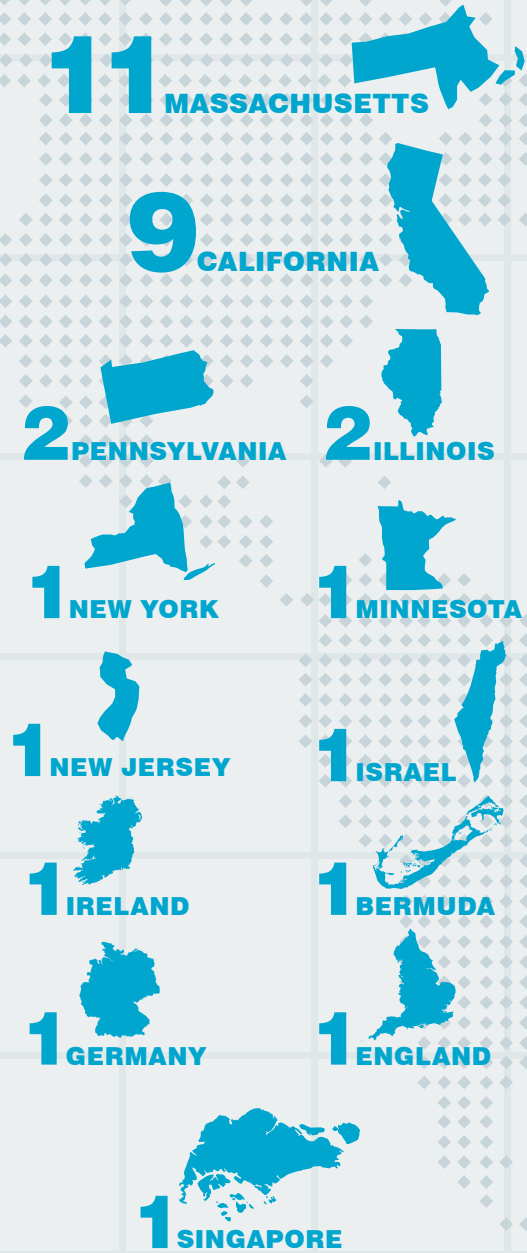 11 MASSACHUSETTS
9 CALIFORNIA
2 PENNSYLVANIA
2 ILLINOIS
1 NEW YORK
1 MINNESOTA
1 NEW JERSEY
1 ISRAEL
1 IRELAND
1 BERMUDA
1 GERMANY
1 ENGLAND
1 SINGAPORE